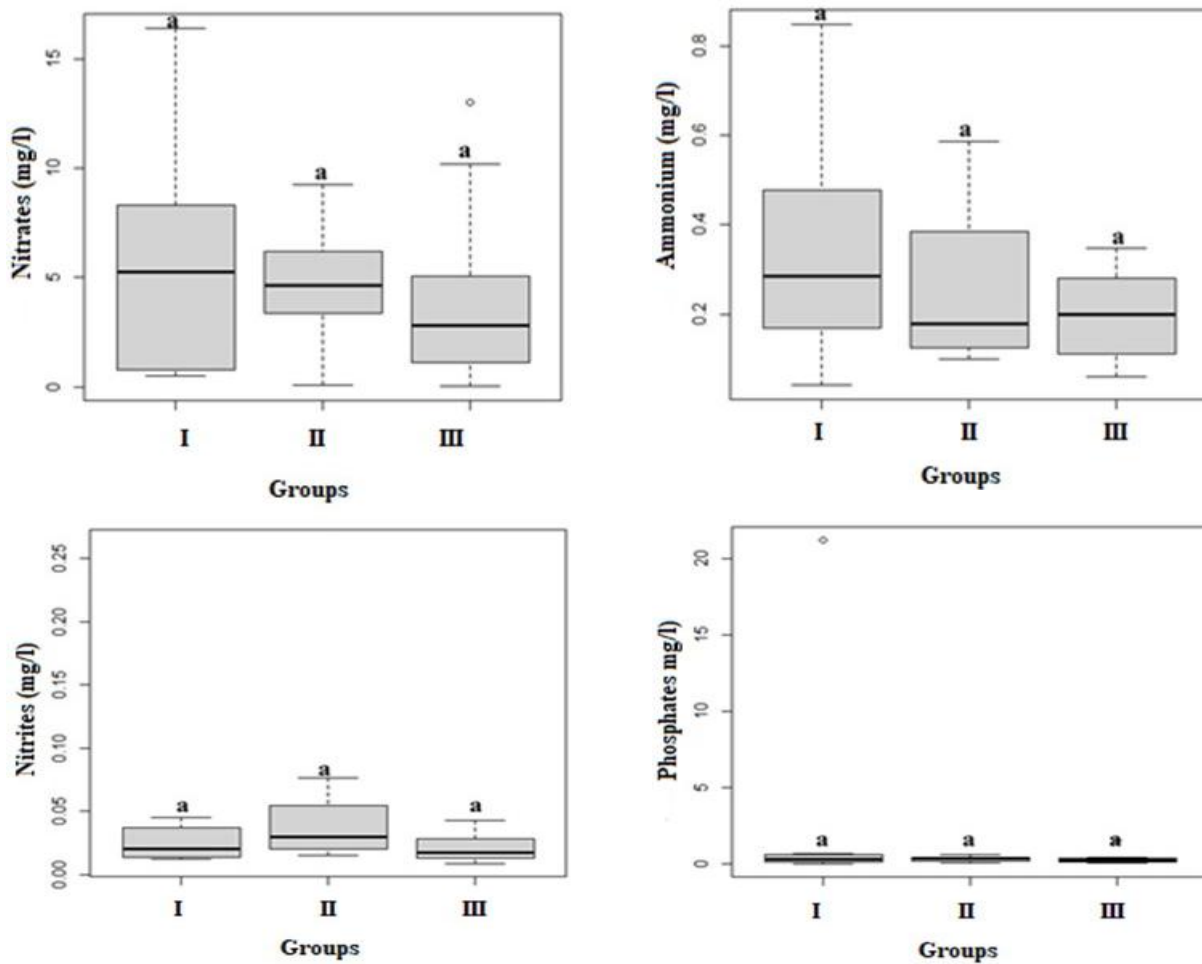 Nitrates (mg/l)
15
10
5
0
a
a
a
I II III
Groups
Ammonium (mg/l)
0.8
0.6
0.4
0.2
a
a
a
I II III
Groups
Nitrites (mg/l)
0.25
0.20
0.15
0.10
0.05
0.00
a
a
a
I II III
Groups
Phosphates mg/l)
20
15
10
5
0
a a a
I II III
Groups